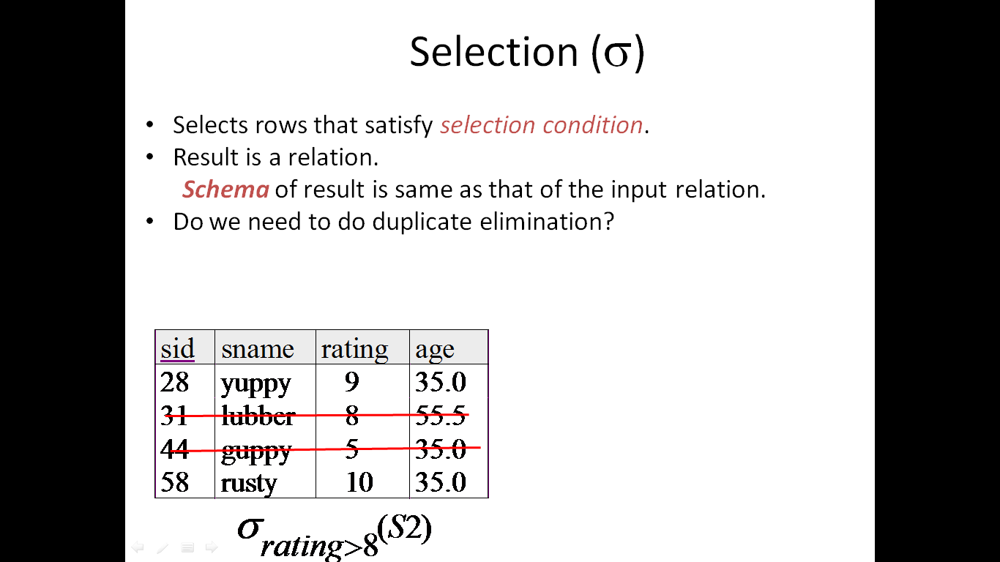 Selection (σ)
• Selects rows that satisfy selection condition.
• Result is a relation.
Schema of result is same as that of the input relation.
• Do we need to do duplicate elimination?
sid sname rating age
28 yuppy 9 35.0
31 lubber 8 55.5
44 guppy 5 35.0
58 rusty 10 35.0
σ rating>8 (S2)